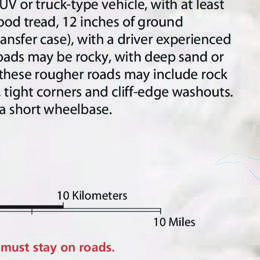 UV or truck-type vehicle, with at least
ood tread, 12 inches of ground
ansfer case), with a driver experienced
oads may be rocky, with deep sand or
these rougher roads may include rock
, tight corners and cliff-edge washouts.
a short wheelbase.
10 Kilometers
10 Miles
must stay on roads.